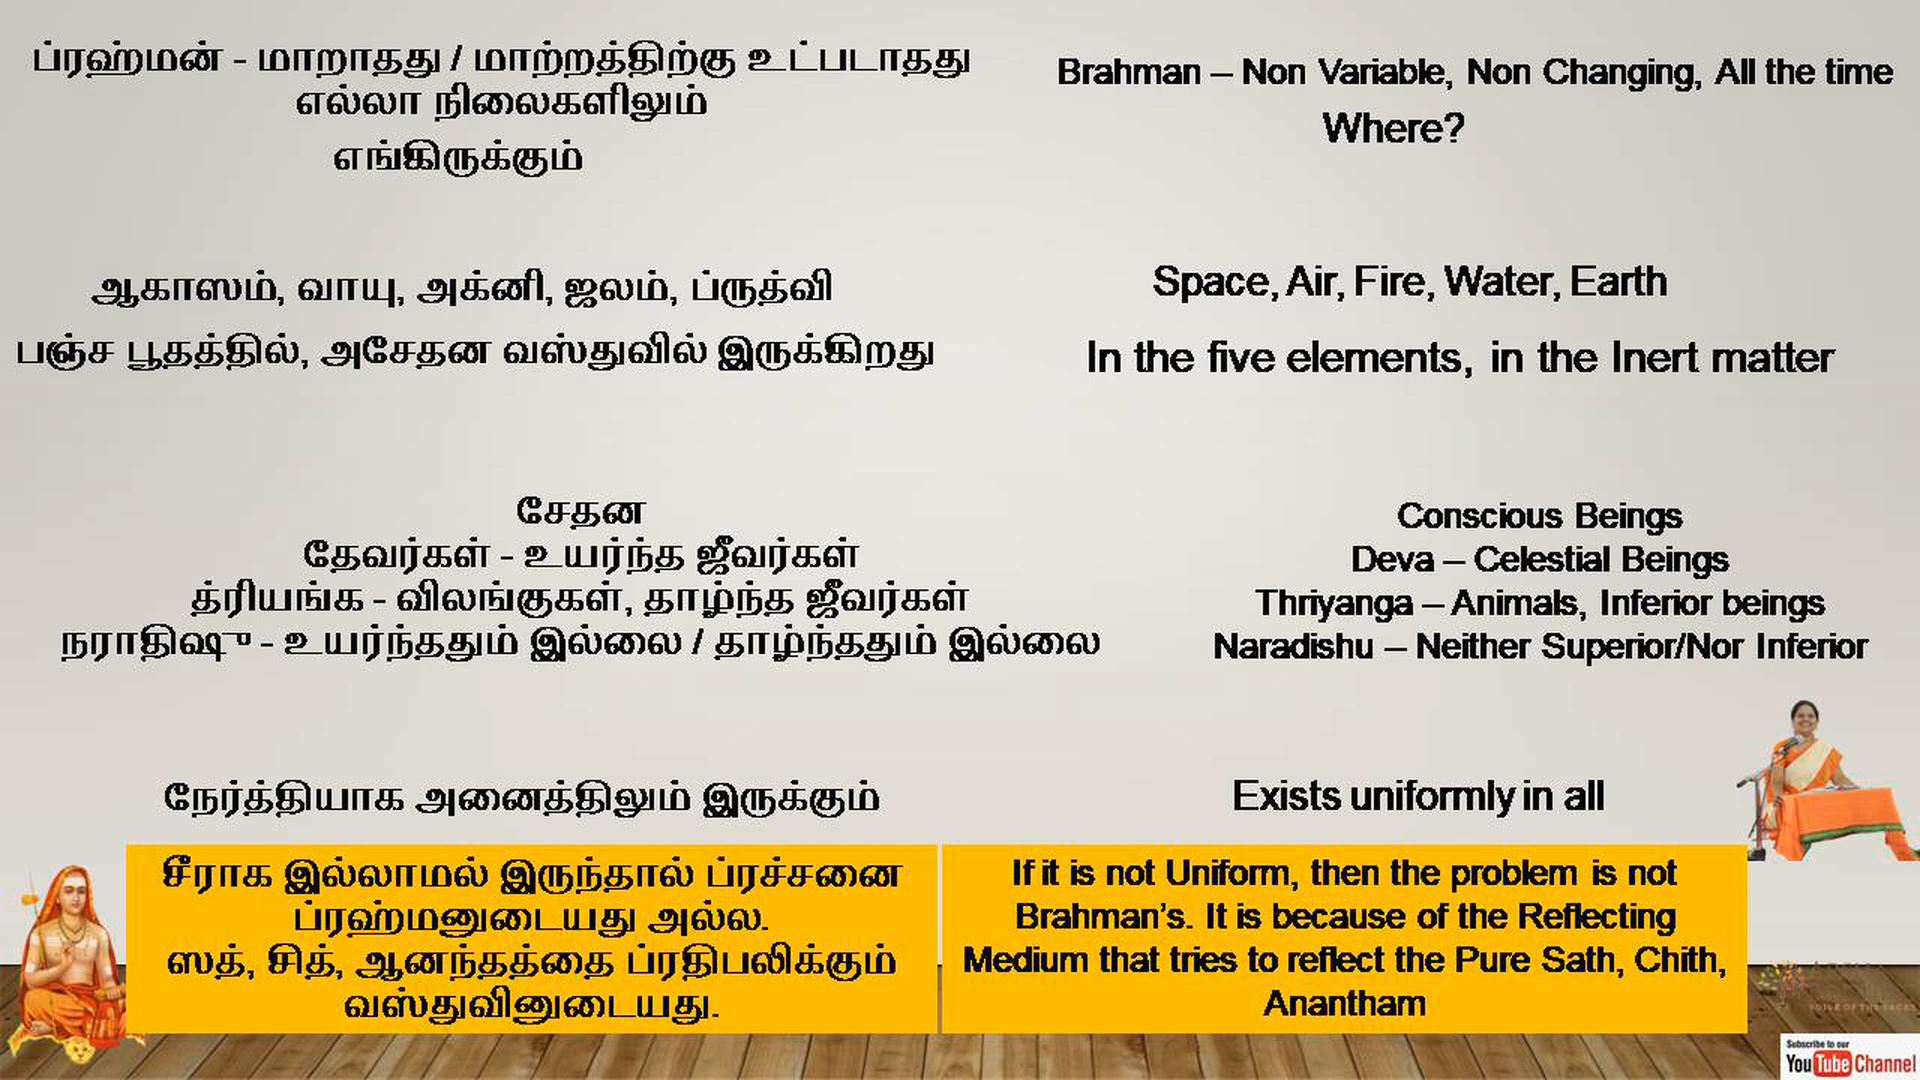 ப்ரஹ்மன் - மாறாதது / மாற்றத்திற்கு உட்படாதது
எல்லா நிலைகளிலும்
எங்கிருக்கும்
Brahman – Non Variable, Non Changing, All the time
Where?
ஆகாஸம், வாயு, அக்னி, ஜலம், ப்ருத்வி
பஞ்ச பூதத்தில், அசேதன வஸ்துவில் இருக்கிறது
Space, Air, Fire, Water, Earth
In the five elements, in the Inert matter
சேதன
தேவர்கள் - உயர்ந்த ஜீவர்கள்
த்ரியங்க - விலங்குகள், தாழ்ந்த ஜீவர்கள்
நராதிஷு - உயர்ந்ததும் இல்லை / தாழ்ந்ததும் இல்லை
Conscious Beings
Deva – Celestial Beings
Thriyanga – Animals, Inferior beings
Naradishu – Neither Superior/Nor Inferior
நேர்த்தியாக அனைத்திலும் இருக்கும்
Exists uniformly in all
சீராக இல்லாமல் இருந்தால் ப்ரச்சனை
ப்ரஹ்மனுடையது அல்ல.
ஸத், சித், ஆனந்தத்தை ப்ரதிபலிக்கும்
வஸ்துவினுடையது.
If it is not Uniform, then the problem is not
Brahman's. It is because of the Reflecting
Medium that tries to reflect the Pure Sath, Chith,
Anantham
Subscribe to our
YouTube Channel